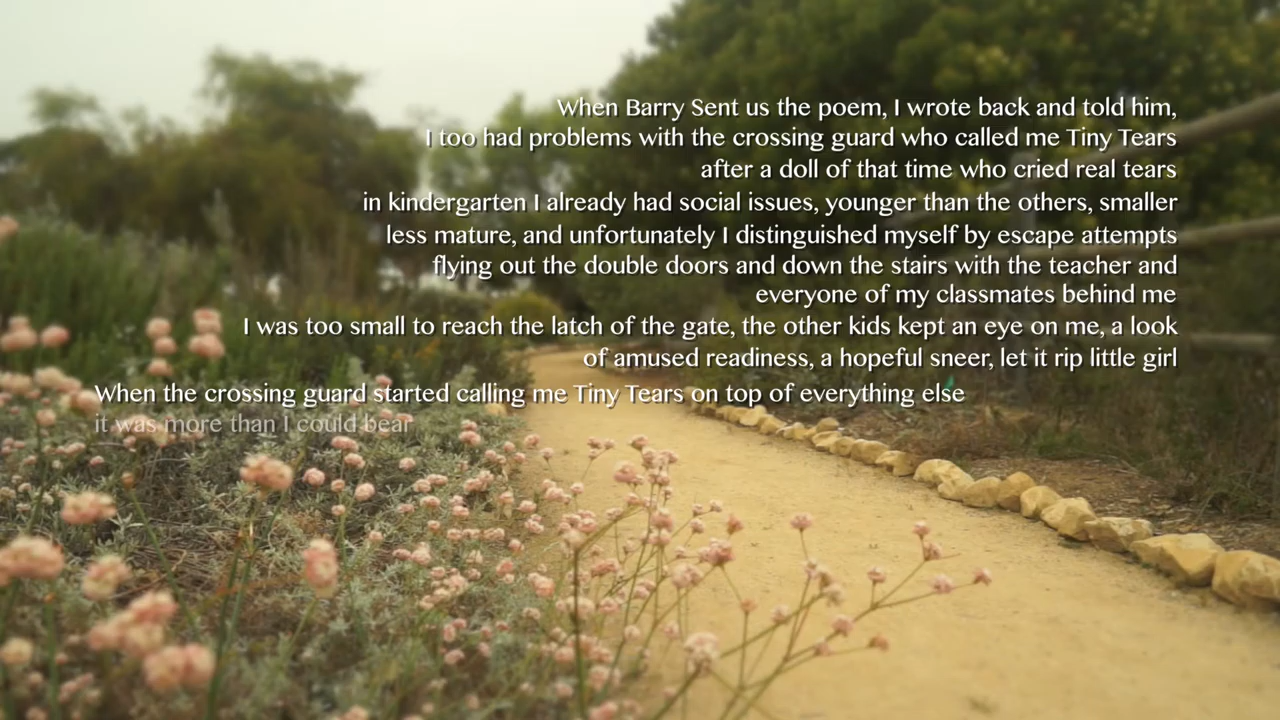 When Barry Sent us the poem, I wrote back and told him,
I too had problems with the crossing guard who called me Tiny Tears
after a doll of that time who cried real tears
in kindergarten I already had social issues, younger than the others, smaller
less mature, and unfortunately I distinguished myself by escape attempts
flying out the double doors and down the stairs with the teacher and
everyone of my classmates behind me
I was too small to reach the latch of the gate, the other kids kept an eye on me, a look
of amused readiness, a hopeful sneer, let it rip little girl
When the crossing guard started calling me Tiny Tears on top of everything else
it was more than I could bear